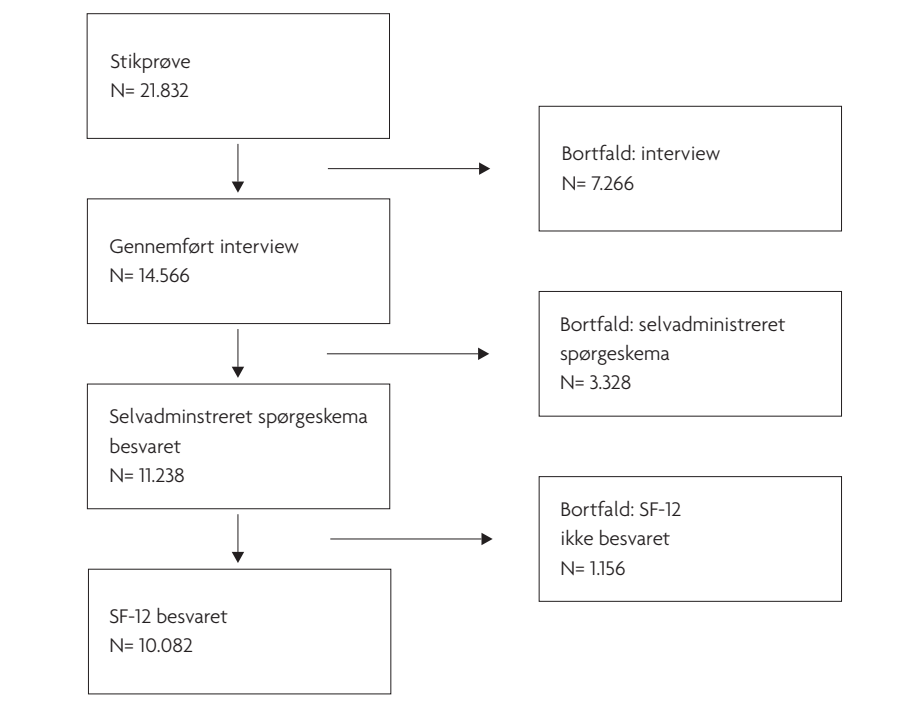 Stikprøve
N= 21.832
Bortfald: interview
N= 7.266
Gennemført interview
N= 14.566
Bortfald: selvadministreret
spørgeskema
N= 3.328
Selvadminstreret spørgeskema
besvaret
N= 11.238
Bortfald: SF-12
ikke besvaret
N= 1.156
SF-12 besvaret
N= 10.082